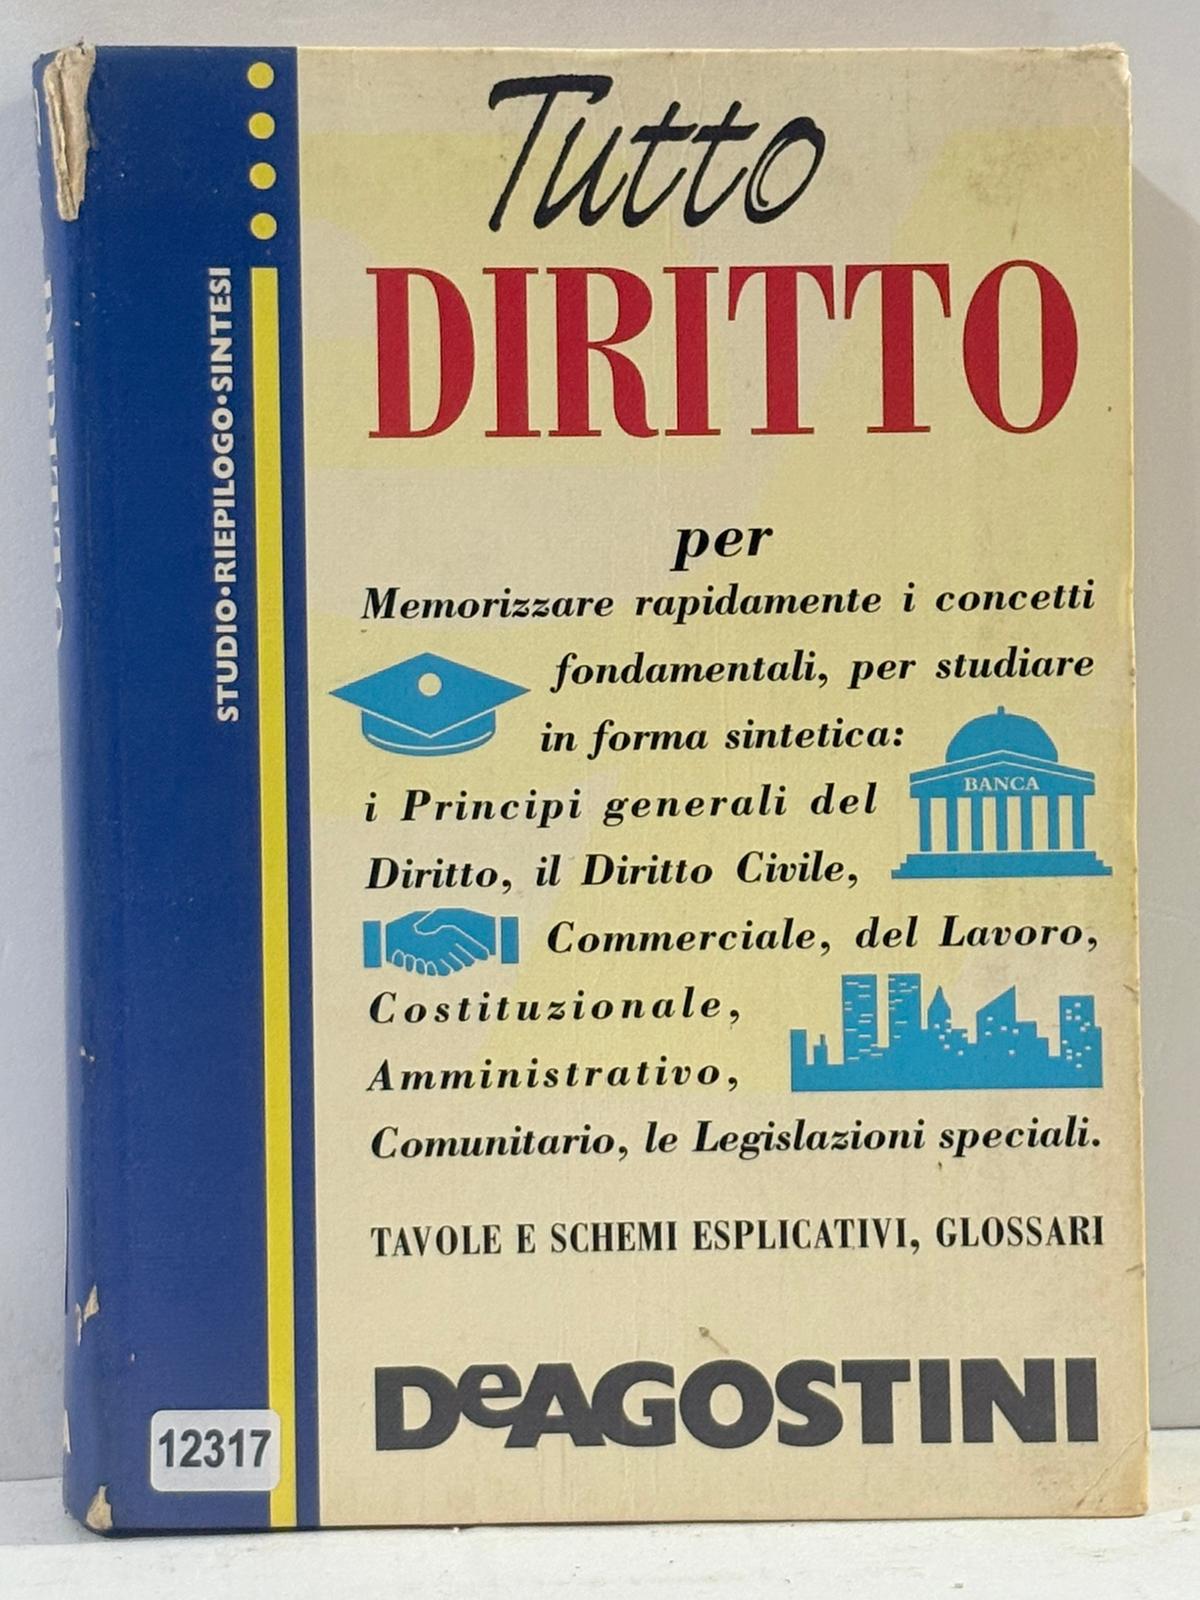 Tutto
DIRITTO
STUDIO•RIEPILOGO•SINTESI
per
Memorizzare rapidamente i concetti
fondamentali, per studiare
in forma sintetica:
i Principi generali del
BANCA
Diritto, il Diritto Civile,
Commerciale, del Lavoro,
Costituzionale,
Amministrativo,
Comunitario, le Legislazioni speciali.
TAVOLE E SCHEMI ESPLICATIVI, GLOSSARI
DeAGOSTINI
12317